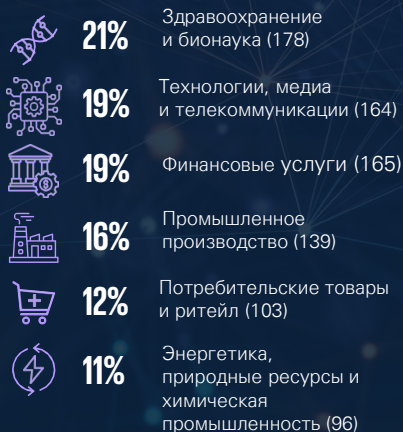 21%
Здравоохранение
и бионаука (178)
19%
Технологии, медиа
и телекоммуникации (164)
19%
Финансовые услуги (165)
16%
Промышленное
производство (139)
12%
Потребительские товары
и ритейл (103)
11%
Энергетика,
природные ресурсы и
химическая
промышленность (96)